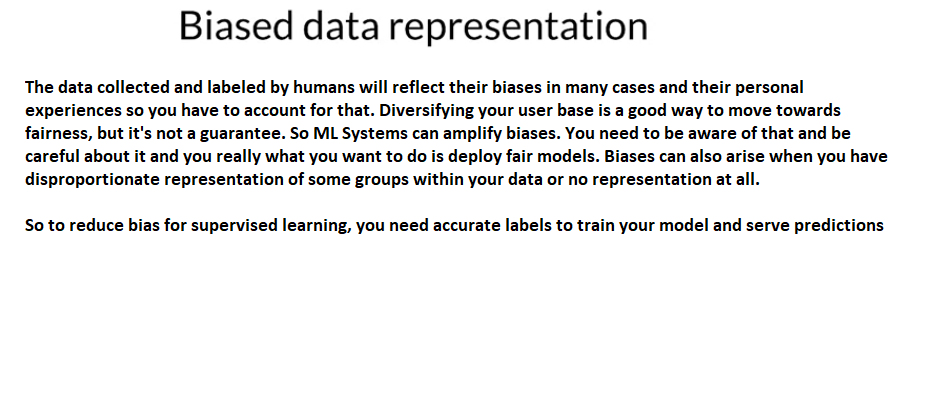 Biased data representation
The data collected and labeled by humans will reflect their biases in many cases and their personal
experiences so you have to account for that. Diversifying your user base is a good way to move towards
fairness, but it's not a guarantee. So ML Systems can amplify biases. You need to be aware of that and be
careful about it and you really what you want to do is deploy fair models. Biases can also arise when you have
disproportionate representation of some groups within your data or no representation at all.
So to reduce bias for supervised learning, you need accurate labels to train your model and serve predictions